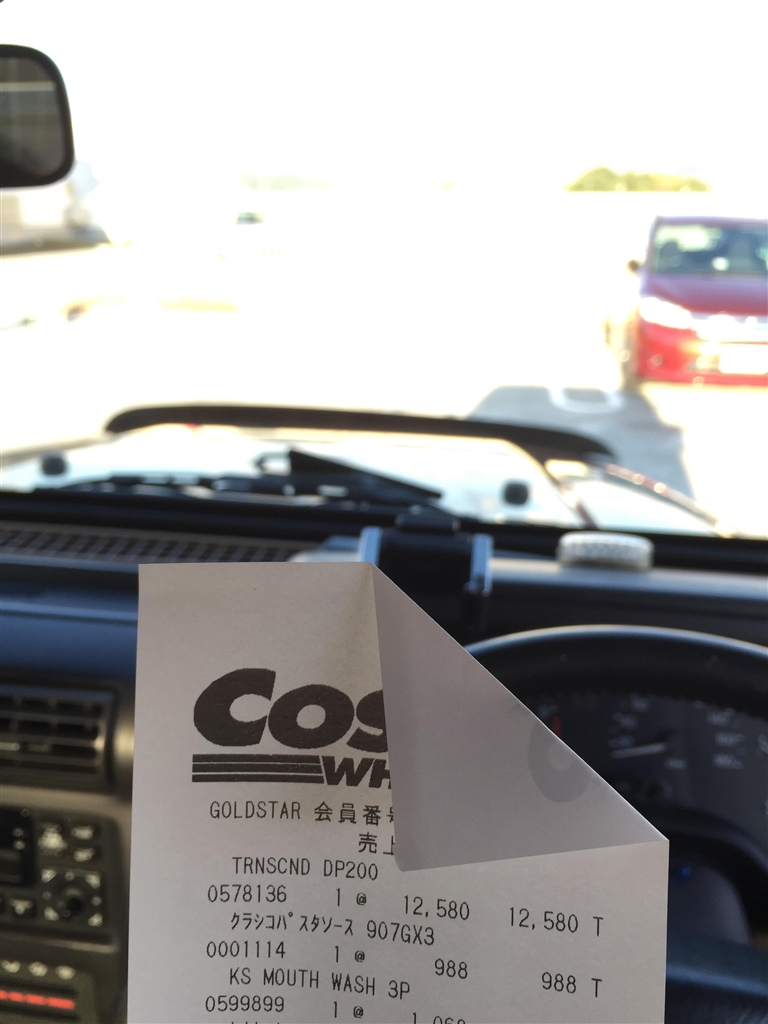 COS
WH
GOLDSTAR 会員番
売上
TRNSCND DP200
0578136 1 @ 12,580 12,580 T
クラシコパスタソース 907GX3
0001114 1 @ 988 988 T
KS MOUTH WASH 3P
0599899 1 @